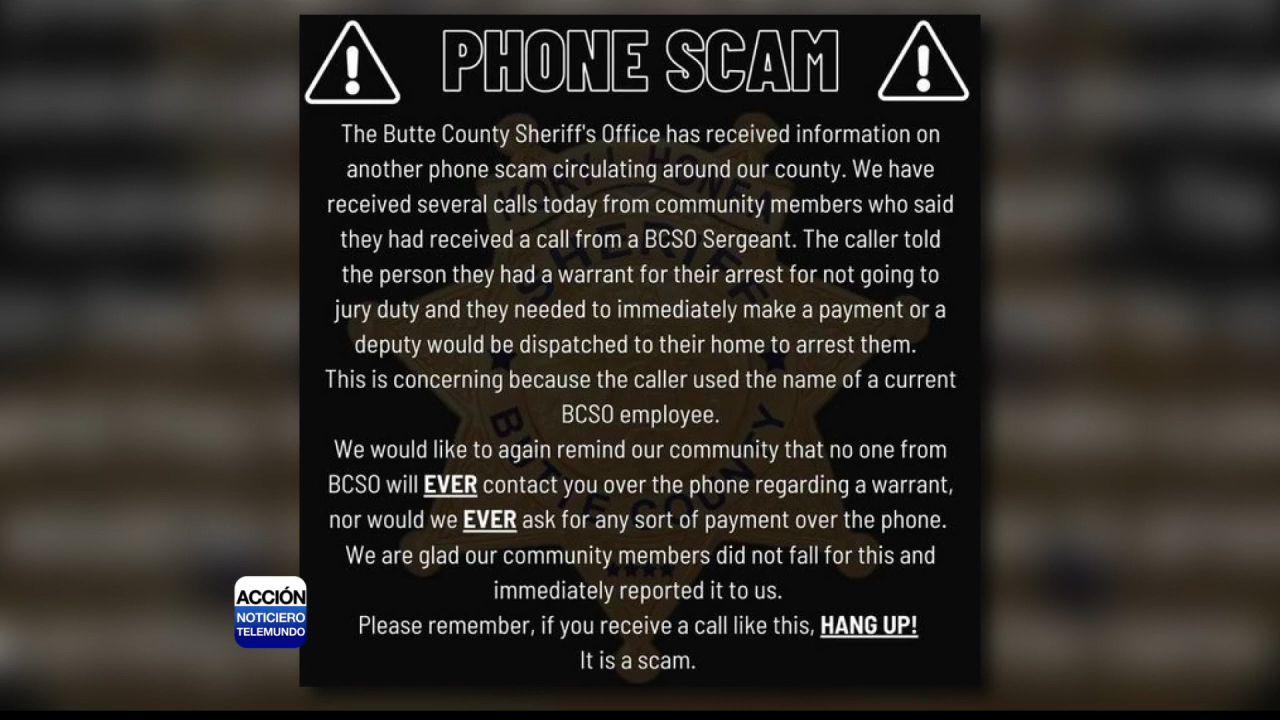 PHONE SCAM
The Butte County Sheriff's Office has received information on
another phone scam circulating around our county. We have
received several calls today from community members who said
they had received a call from a BCSO Sergeant. The caller told
the person they had a warrant for their arrest for not going to
jury duty and they needed to immediately make a payment or a
deputy would be dispatched to their home to arrest them.
This is concerning because the caller used the name of a current
BCSO employee.
We would like to again remind our community that no one from
BCSO will EVER contact you over the phone regarding a warrant,
nor would we EVER ask for any sort of payment over the phone.
We are glad our community members did not fall for this and
immediately reported it to us.
Please remember, if you receive a call like this, HANG UP!
It is a scam.
KORY L. HONEA
SHERIFF
BUTTE COUNTY
ACCIÓN
NOTICIERO
TELEMUNDO